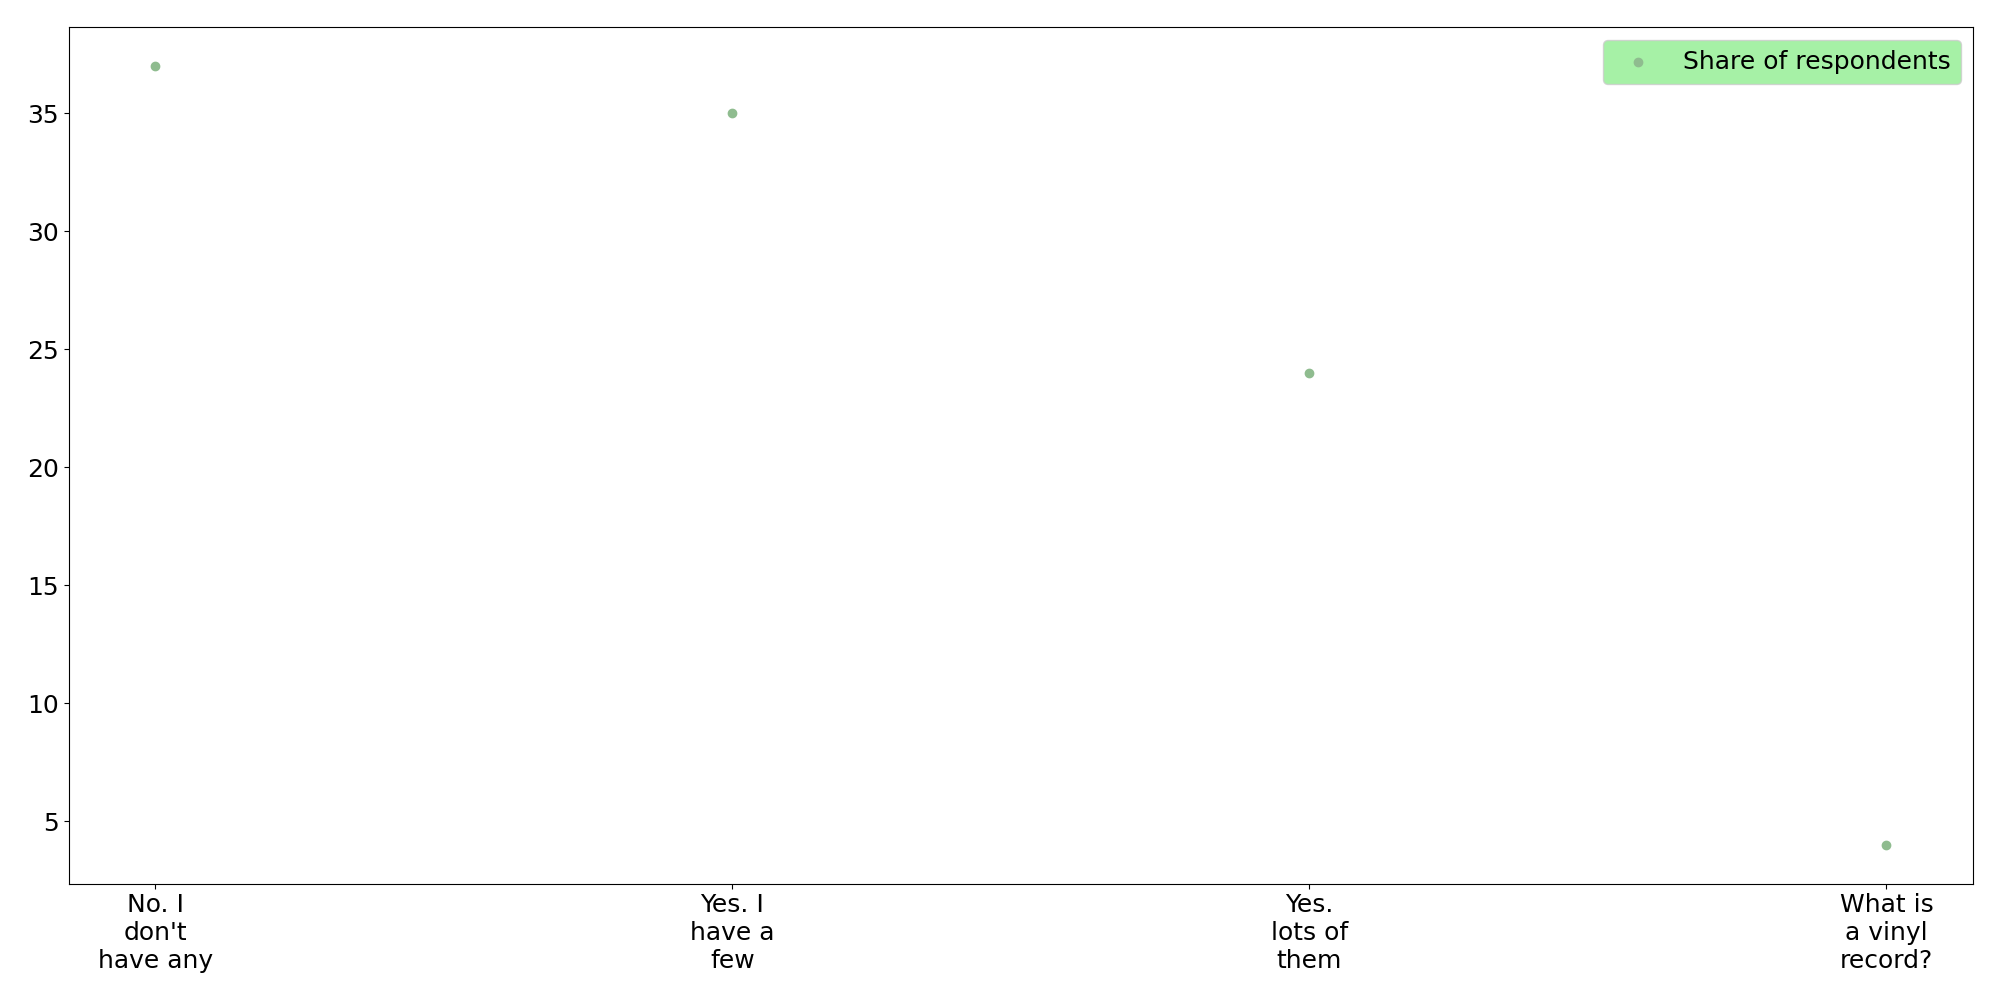 Share of respondents
35
30
25
20
15
10
5
No. I
don't
have any
Yes. I
have a
few
Yes.
lots of
them
What is
a vinyl
record?